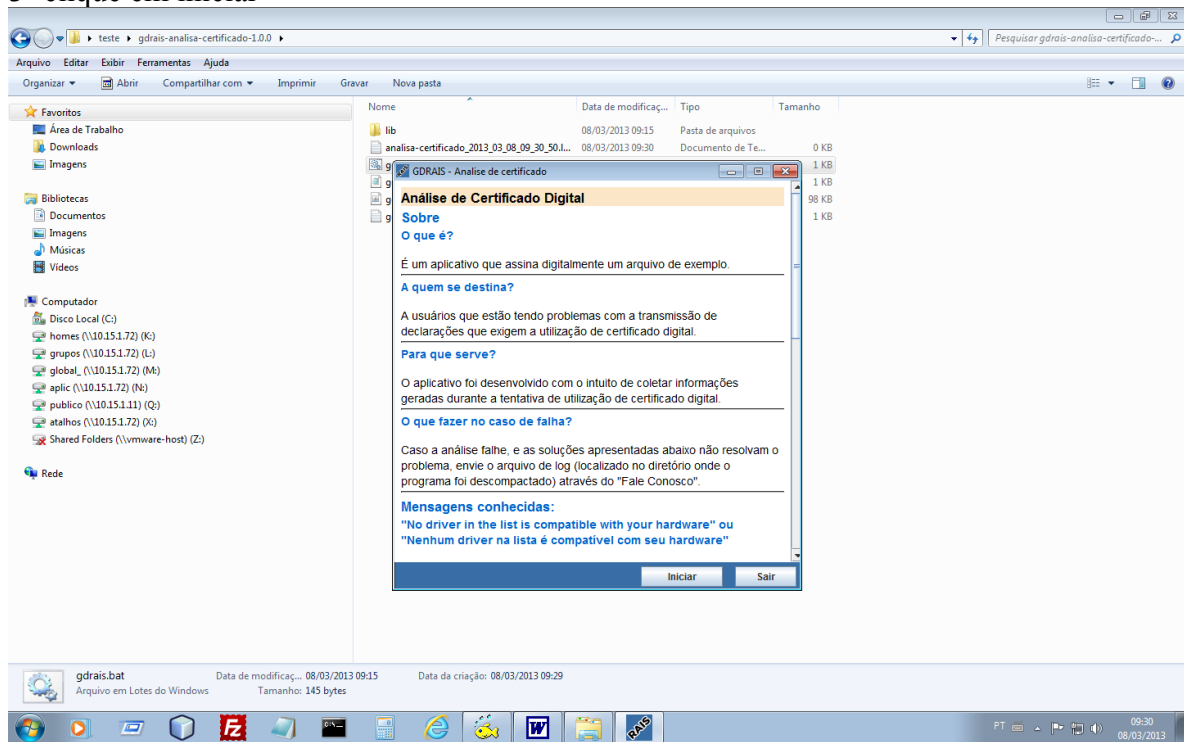 teste ▸ gdrais-analisa-certificado-1.0.0 ▸
Pesquisar gdrais-analisa-certificado-...
Arquivo Editar Exibir Ferramentas Ajuda
Organizar Abrir Compartilhar com Imprimir Gravar Nova pasta
Favoritos
Área de Trabalho
Downloads
Imagens
Bibliotecas
Documentos
Imagens
Músicas
Vídeos
Computador
Disco Local (C:)
homes (\\10.15.1.72) (K:)
grupos (\\10.15.1.72) (L:)
global_ (\\10.15.1.72) (M:)
aplic (\\10.15.1.72) (N:)
publico (\\10.15.1.11) (Q:)
atalhos (\\10.15.1.72) (X:)
Shared Folders (\\vmware-host) (Z:)
Rede
Nome Data de modificaç... Tipo Tamanho
lib 08/03/2013 09:15 Pasta de arquivos
analisa-certificado_2013_03_08_09_30_50.l... 08/03/2013 09:30 Documento de Te... 0 KB
g 1 KB
g 1 KB
g 98 KB
g 1 KB
GDRAIS - Analise de certificado
Análise de Certificado Digital
Sobre
O que é?
É um aplicativo que assina digitalmente um arquivo de exemplo.
A quem se destina?
A usuários que estão tendo problemas com a transmissão de
declarações que exigem a utilização de certificado digital.
Para que serve?
O aplicativo foi desenvolvido com o intuito de coletar informações
geradas durante a tentativa de utilização de certificado digital.
O que fazer no caso de falha?
Caso a análise falhe, e as soluções apresentadas abaixo não resolvam o
problema, envie o arquivo de log (localizado no diretório onde o
programa foi descompactado) através do "Fale Conosco".
Mensagens conhecidas:
"No driver in the list is compatible with your hardware" ou
"Nenhum driver na lista é compatível com seu hardware"
Iniciar Sair
gdrais.bat Data de modificaç... 08/03/2013 09:15 Data da criação: 08/03/2013 09:29
Arquivo em Lotes do Windows Tamanho: 145 bytes
RAIS
PT 09:30
08/03/2013